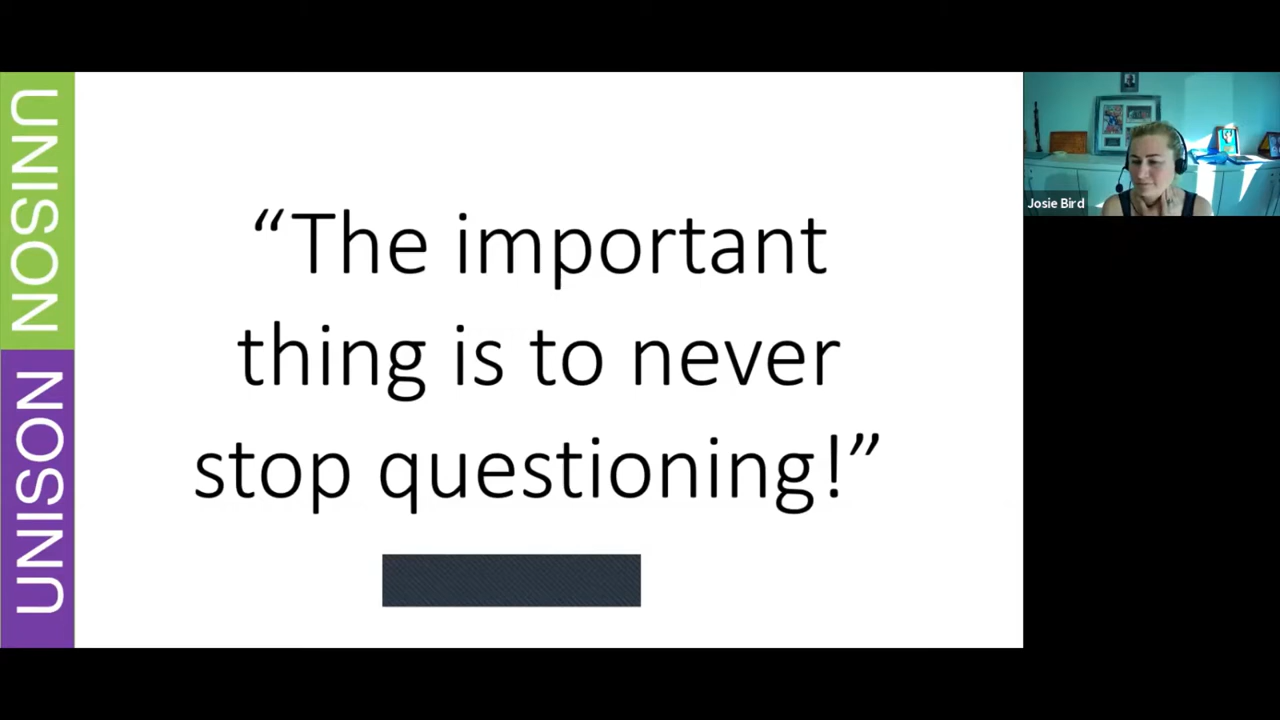 UNISON
UNISON
“The important
thing is to never
stop questioning!”
Josie Bird